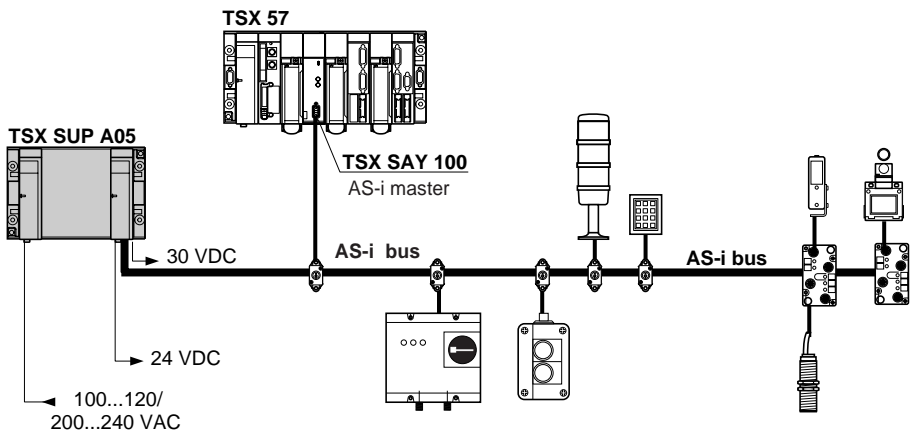 TSX 57
TSX SUP A05
TSX SAY 100
AS-i master
30 VDC
AS-i bus
AS-i bus
24 VDC
100...120/
200...240 VAC